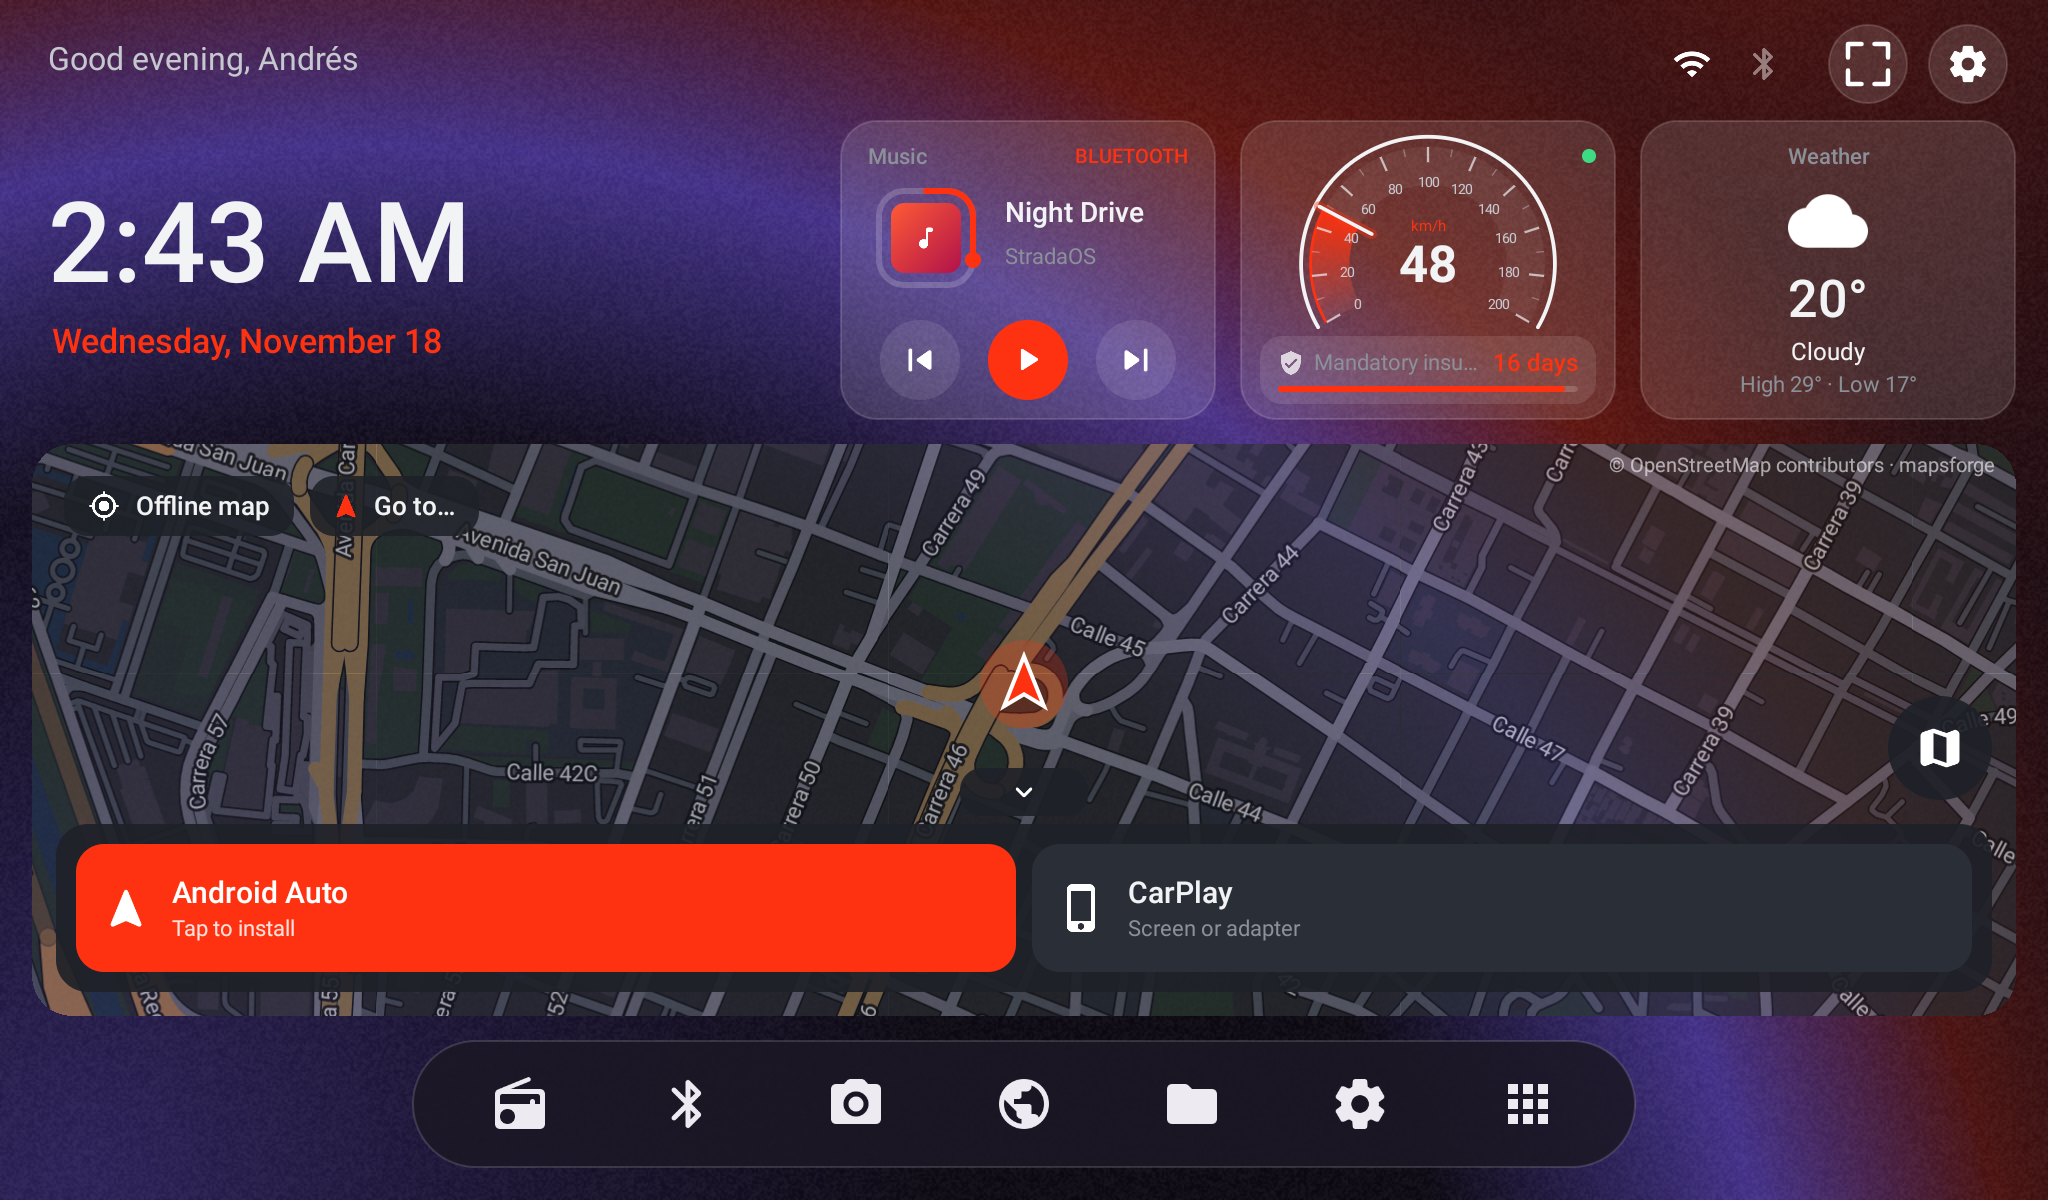 Good evening, Andrés
2:43 AM
Wednesday, November 18
Music
BLUETOOTH
Night Drive
StradaOS
0
20
40
60
80
100
120
140
160
180
200
km/h
48
Mandatory insu...
16 days
Weather
20°
Cloudy
High 29° · Low 17°
© OpenStreetMap contributors · mapsforge
Offline map
Go to...
San Juan
Avenida San Juan
Carrera 49
Carrera 44
Carrera 43
Carrera 39
Calle 45
Carrera 57
Calle 42C
Carrera 46
Calle 44
Calle 47
Carrera 39
Android Auto
Tap to install
CarPlay
Screen or adapter